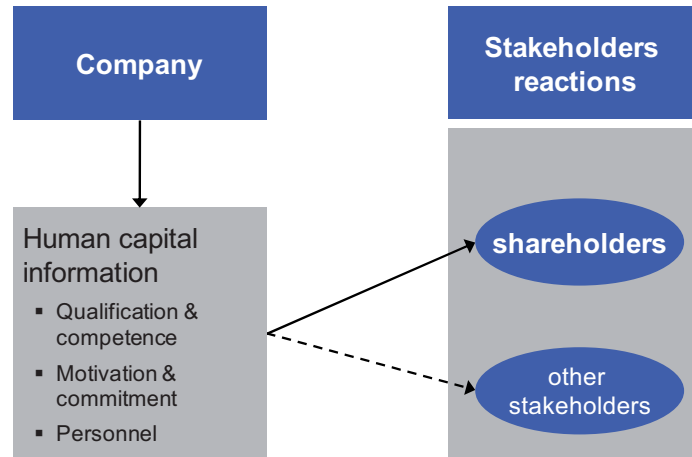 Company
Human capital
information
▪ Qualification &
competence
▪ Motivation &
commitment
▪ Personnel
Stakeholders
reactions
shareholders
other
stakeholders